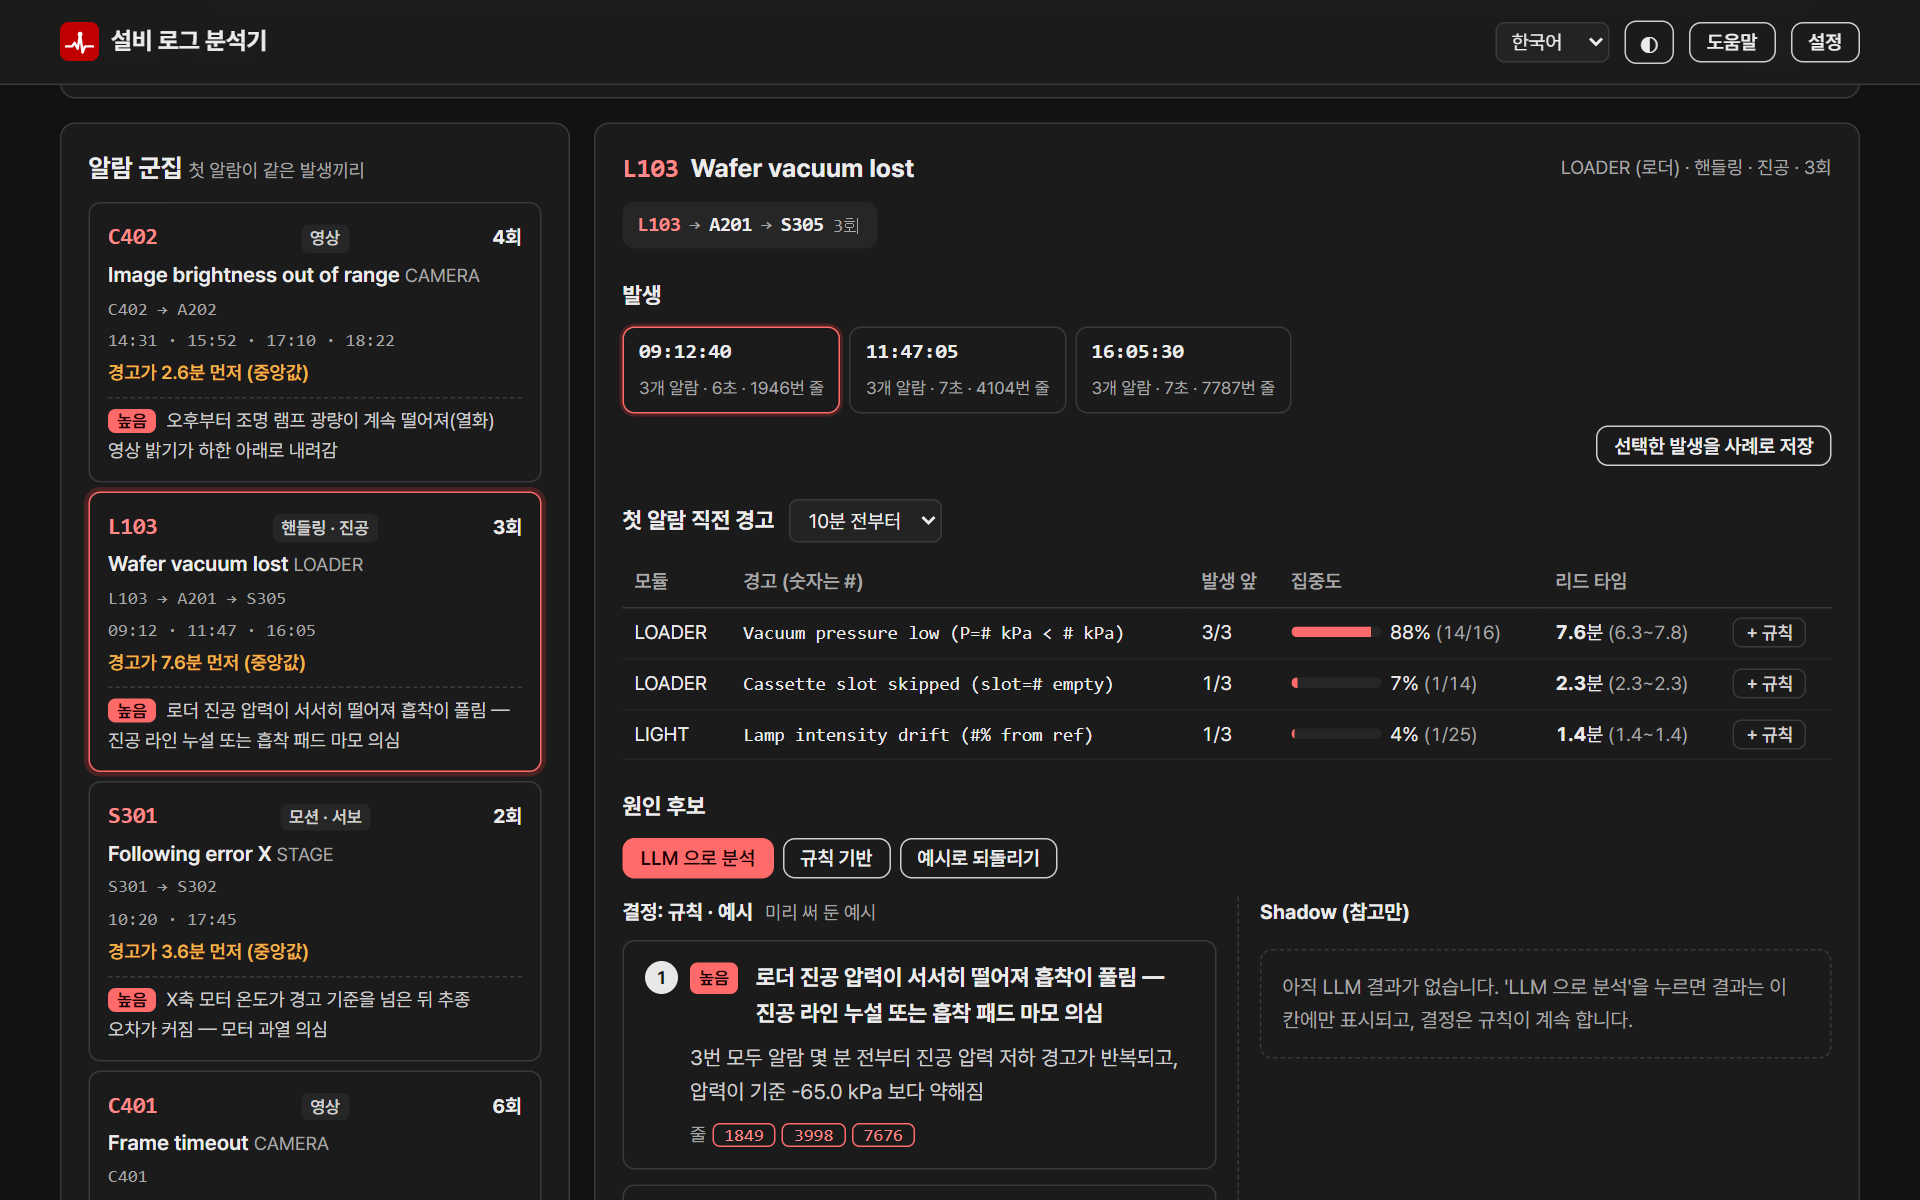 설비 로그 분석기
한국어
도움말
설정
알람 군집 첫 알람이 같은 발생끼리
C402 영상 4회
Image brightness out of range CAMERA
C402 → A202
14:31 · 15:52 · 17:10 · 18:22
경고가 2.6분 먼저 (중앙값)
높음 오후부터 조명 램프 광량이 계속 떨어져(열화)
영상 밝기가 하한 아래로 내려감
L103 핸들링 · 진공 3회
Wafer vacuum lost LOADER
L103 → A201 → S305
09:12 · 11:47 · 16:05
경고가 7.6분 먼저 (중앙값)
높음 로더 진공 압력이 서서히 떨어져 흡착이 풀림 —
진공 라인 누설 또는 흡착 패드 마모 의심
S301 모션 · 서보 2회
Following error X STAGE
S301 → S302
10:20 · 17:45
경고가 3.6분 먼저 (중앙값)
높음 X축 모터 온도가 경고 기준을 넘은 뒤 추종
오차가 커짐 — 모터 과열 의심
C401 영상 6회
Frame timeout CAMERA
C401
L103 Wafer vacuum lost
LOADER (로더) · 핸들링 · 진공 · 3회
L103 → A201 → S305 3회
발생
09:12:40
3개 알람 · 6초 · 1946번 줄
11:47:05
3개 알람 · 7초 · 4104번 줄
16:05:30
3개 알람 · 7초 · 7787번 줄
선택한 발생을 사례로 저장
첫 알람 직전 경고 10분 전부터
모듈 경고 (숫자는 #) 발생 앞 집중도 리드 타임
LOADER Vacuum pressure low (P=# kPa < # kPa) 3/3 88% (14/16) 7.6분 (6.3~7.8) + 규칙
LOADER Cassette slot skipped (slot=# empty) 1/3 7% (1/14) 2.3분 (2.3~2.3) + 규칙
LIGHT Lamp intensity drift (#% from ref) 1/3 4% (1/25) 1.4분 (1.4~1.4) + 규칙
원인 후보
LLM 으로 분석
규칙 기반
예시로 되돌리기
결정: 규칙 · 예시 미리 써 둔 예시
1 높음 로더 진공 압력이 서서히 떨어져 흡착이 풀림 —
진공 라인 누설 또는 흡착 패드 마모 의심
3번 모두 알람 몇 분 전부터 진공 압력 저하 경고가 반복되고,
압력이 기준 -65.0 kPa 보다 약해짐
줄 1849 3998 7676
Shadow (참고만)
아직 LLM 결과가 없습니다. 'LLM 으로 분석'을 누르면 결과는 이
칸에만 표시되고, 결정은 규칙이 계속 합니다.